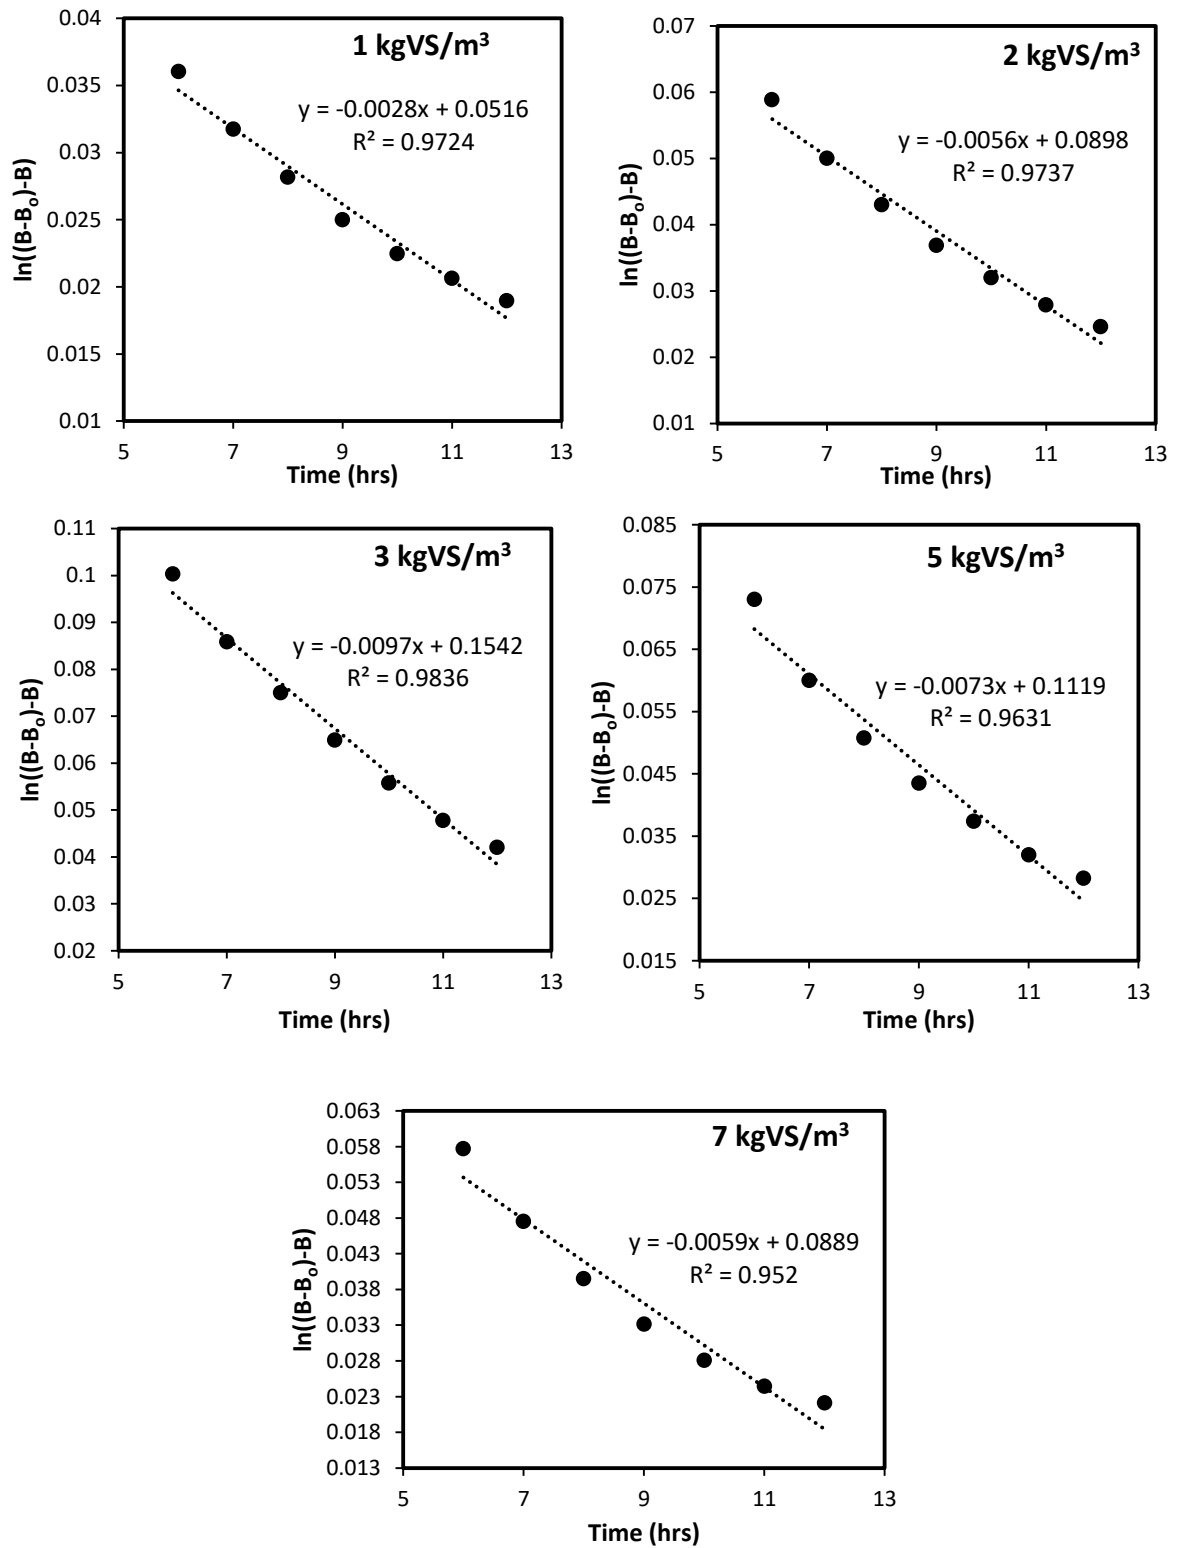 1 kgVS/m³
y = -0.0028x + 0.0516
R² = 0.9724
ln((B-Bₒ)-B)
0.04
0.035
0.03
0.025
0.02
0.015
0.01
5 7 9 11 13
Time (hrs)
2 kgVS/m³
y = -0.0056x + 0.0898
R² = 0.9737
ln((B-Bₒ)-B)
0.07
0.06
0.05
0.04
0.03
0.02
0.01
5 7 9 11 13
Time (hrs)
3 kgVS/m³
y = -0.0097x + 0.1542
R² = 0.9836
ln((B-Bₒ)-B)
0.11
0.1
0.09
0.08
0.07
0.06
0.05
0.04
0.03
0.02
5 7 9 11 13
Time (hrs)
5 kgVS/m³
y = -0.0073x + 0.1119
R² = 0.9631
ln((B-Bₒ)-B)
0.085
0.075
0.065
0.055
0.045
0.035
0.025
0.015
5 7 9 11 13
Time (hrs)
7 kgVS/m³
y = -0.0059x + 0.0889
R² = 0.952
ln((B-Bₒ)-B)
0.063
0.058
0.053
0.048
0.043
0.038
0.033
0.028
0.023
0.018
0.013
5 7 9 11 13
Time (hrs)